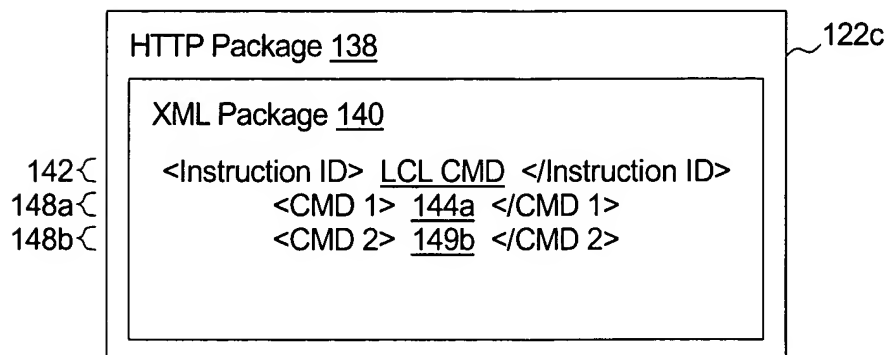 HTTP Package 138
122c
XML Package 140
142 { <Instruction ID> LCL CMD </Instruction ID>
148a { <CMD 1> 144a </CMD 1>
148b { <CMD 2> 149b </CMD 2>